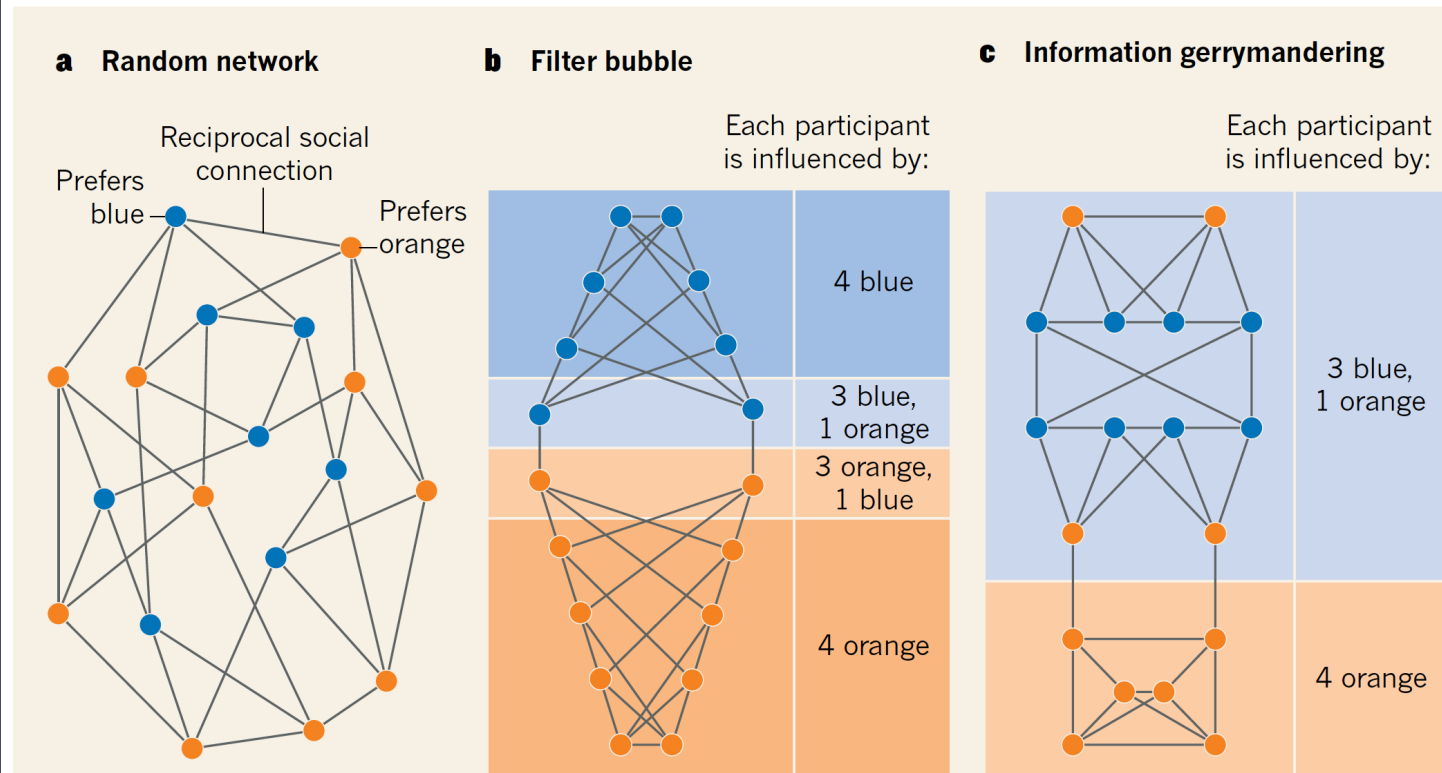 a Random network
Reciprocal social
connection
Prefers
blue
Prefers
orange
b Filter bubble
Each participant
is influenced by:
4 blue
3 blue,
1 orange
3 orange,
1 blue
4 orange
c Information gerrymandering
Each participant
is influenced by:
3 blue,
1 orange
4 orange